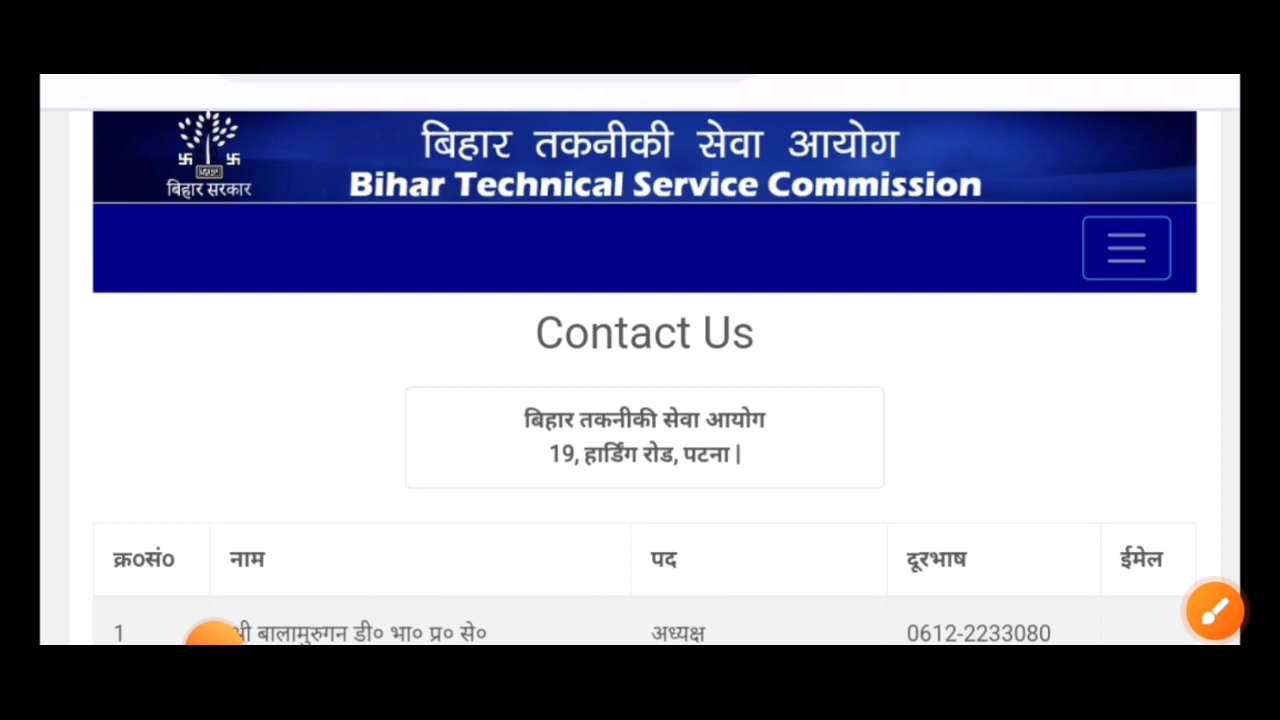 बिहार तकनीकी सेवा आयोग
बिहार सरकार
Bihar Technical Service Commission
Contact Us
बिहार तकनीकी सेवा आयोग
19, हार्डिंग रोड, पटना |
क्र०सं० नाम पद दूरभाष ईमेल
1 श्री बालामुरुगन डी० भा० प्र० से० अध्यक्ष 0612-2233080